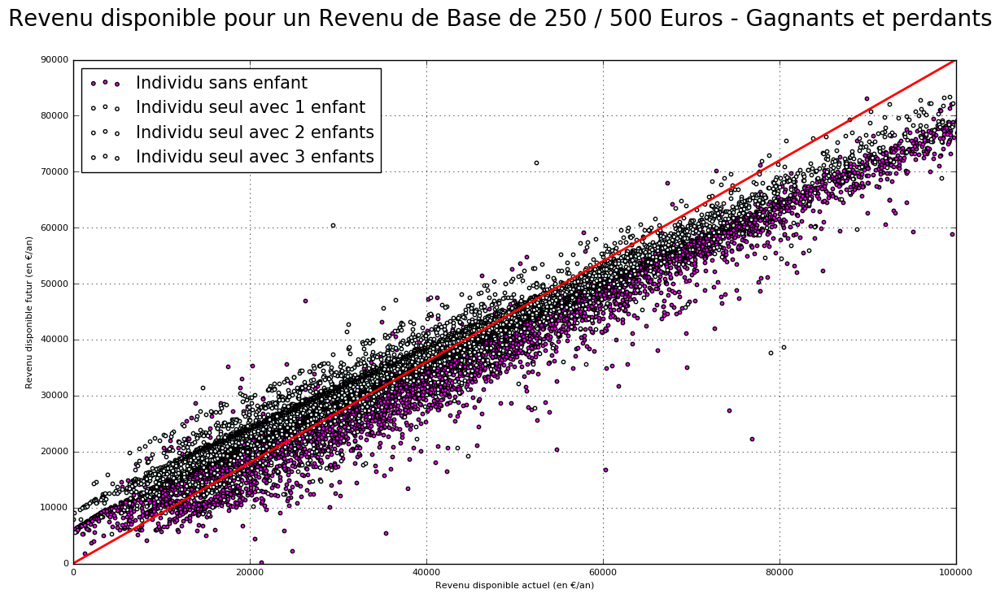 Revenu disponible pour un Revenu de Base de 250 / 500 Euros - Gagnants et perdants
90000
80000
70000
60000
50000
40000
30000
20000
10000
0
Revenu disponible futur (en €/an)
Individu sans enfant
Individu seul avec 1 enfant
Individu seul avec 2 enfants
Individu seul avec 3 enfants
0 20000 40000 60000 80000 100000
Revenu disponible actuel (en €/an)